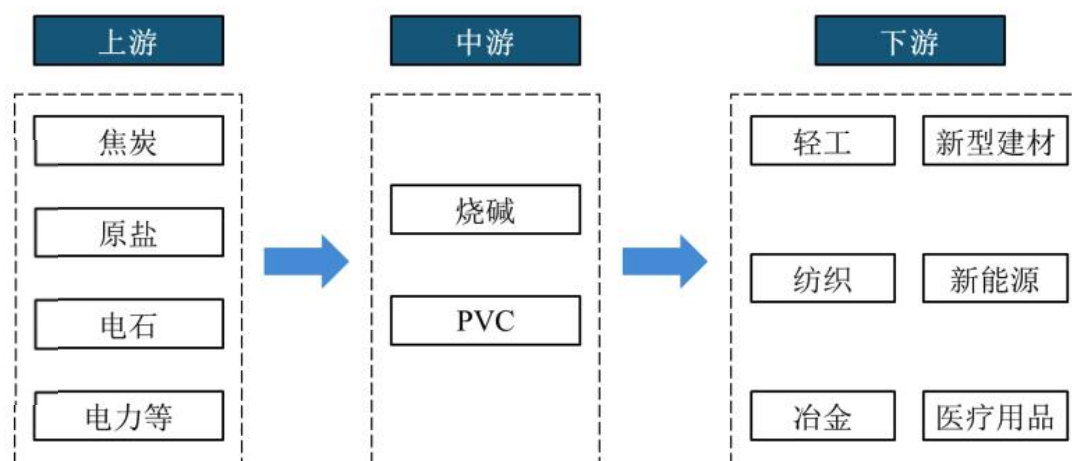 上游
中游
下游
焦炭
原盐
电石
电力等
烧碱
PVC
轻工
新型建材
纺织
新能源
冶金
医疗用品